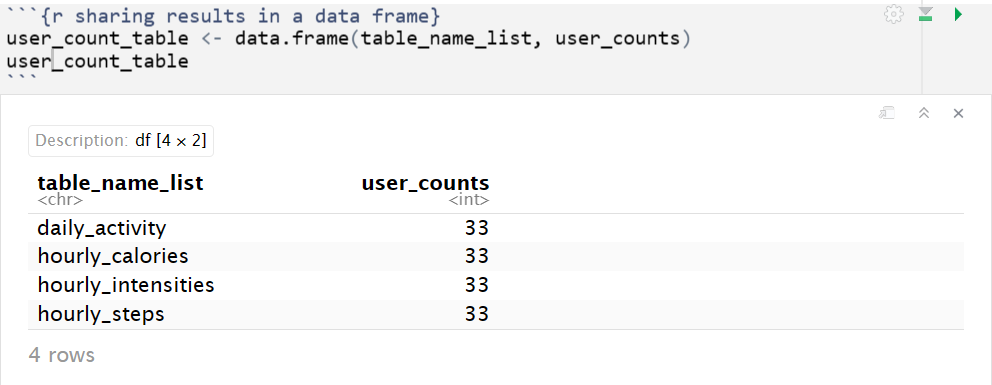 ```{r sharing results in a data frame}
user_count_table <- data.frame(table_name_list, user_counts)
user_count_table
```
Description: df [4 × 2]
table_name_list user_counts
<chr> <int>
daily_activity 33
hourly_calories 33
hourly_intensities 33
hourly_steps 33
4 rows